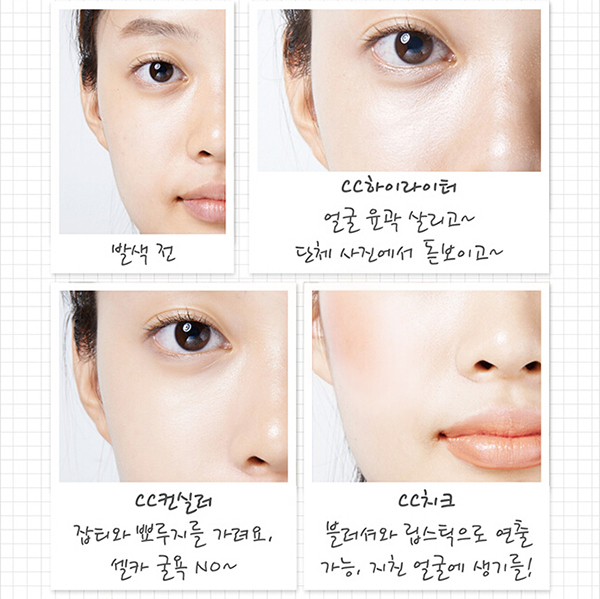 발색 전
CC하이라이터
얼굴 윤곽 살리고~
단체 사진에서 돋보이고~
CC컨실러
잡티와 뾰루지를 가려요,
셀카 굴욕 NO~
CC치크
블러셔와 립스틱으로 연출
가능, 지친 얼굴에 생기를!